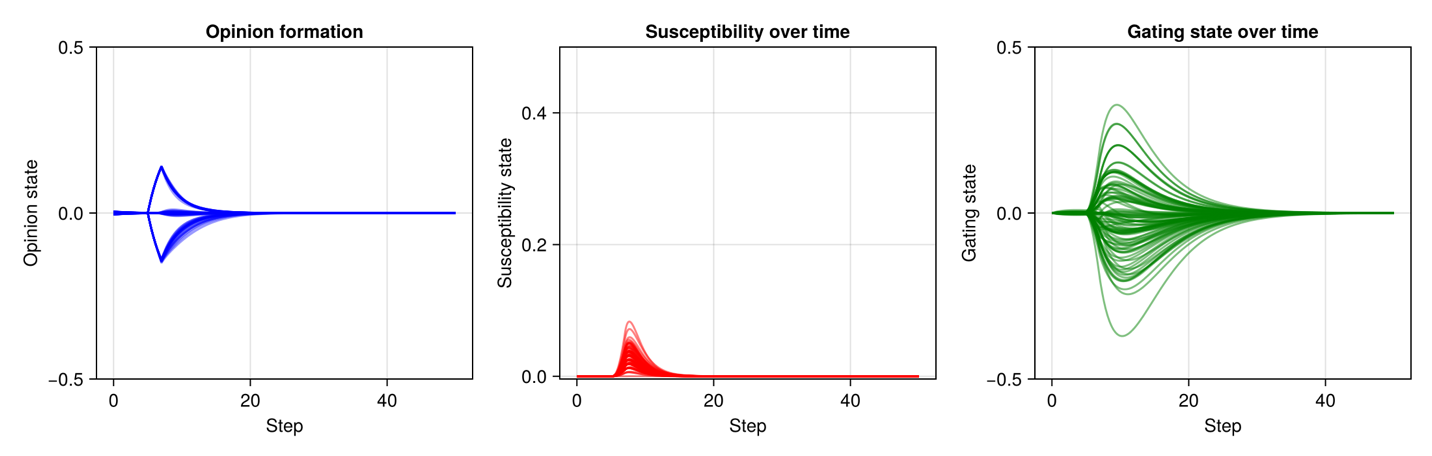 Opinion formation
Opinion state
0.5
0.0
−0.5
0
20
40
Step
Susceptibility over time
Susceptibility state
0.4
0.2
0.0
0
20
40
Step
Gating state over time
Gating state
0.5
0.0
−0.5
0
20
40
Step